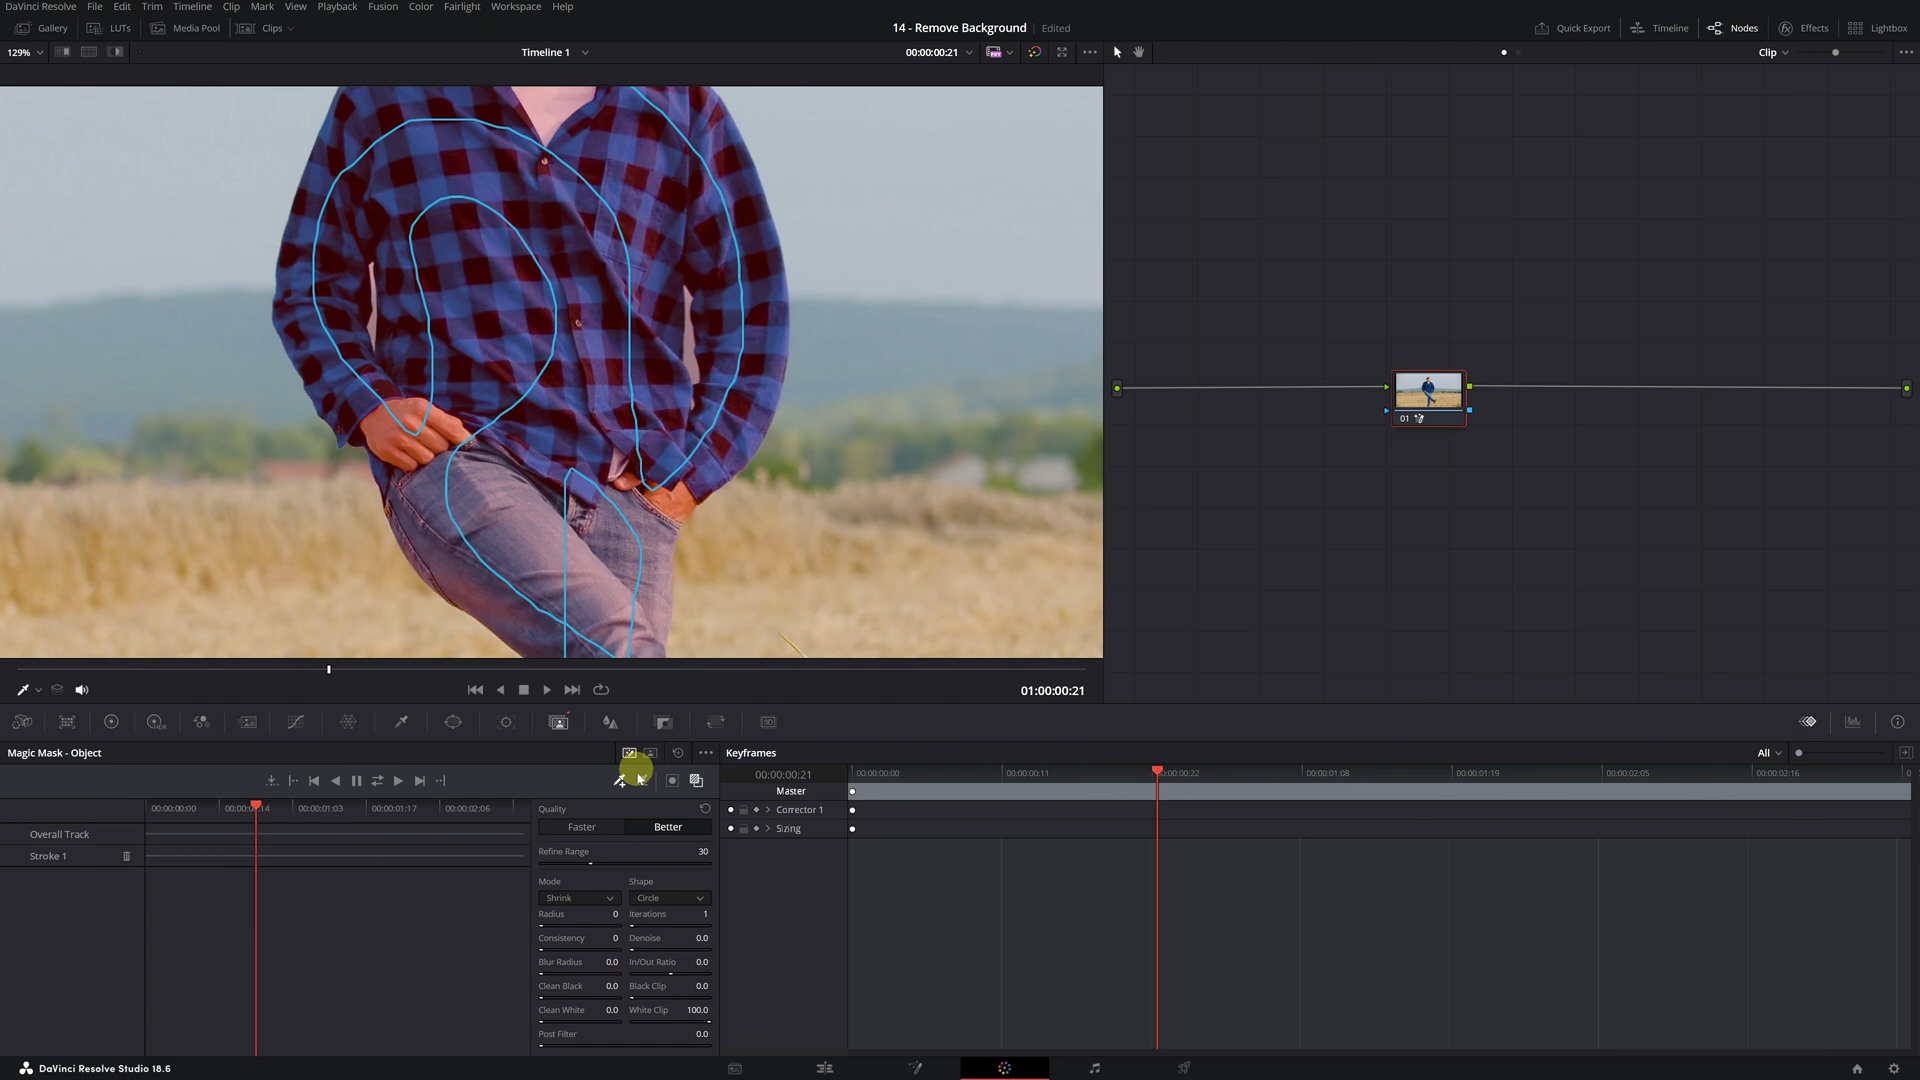 DaVinci Resolve File Edit Trim Timeline Clip Mark View Playback Fusion Color Fairlight Workspace Help
Gallery LUTs Media Pool Clips 14 - Remove Background Edited Quick Export Timeline Nodes Effects Lightbox
129% Timeline 1 00:00:00:21 Clip
01
01:00:00:21
Magic Mask - Object Keyframes All
00:00:00:21 00:00:00:00 00:00:00:11 00:00:00:22 00:00:01:08 00:00:01:19 00:00:02:05 00:00:02:16
Master
Corrector 1
Sizing
00:00:00:00 00:00:00:14 00:00:01:03 00:00:01:17 00:00:02:06
Overall Track
Stroke 1
Quality
Faster Better
Refine Range 30
Mode Shape
Shrink Circle
Radius 0 Iterations 1
Consistency 0 Denoise 0.0
Blur Radius 0.0 In/Out Ratio 0.0
Clean Black 0.0 Black Clip 0.0
Clean White 0.0 White Clip 100.0
Post Filter 0.0
DaVinci Resolve Studio 18.6